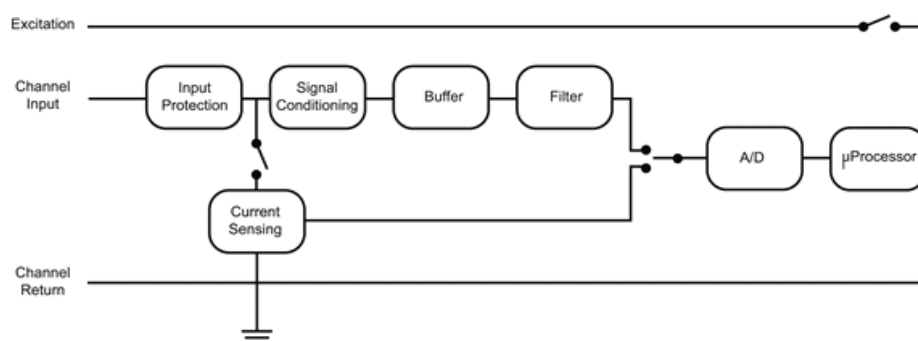 Excitation
Channel
Input
Input
Protection
Signal
Conditioning
Buffer
Filter
A/D
µProcessor
Current
Sensing
Channel
Return